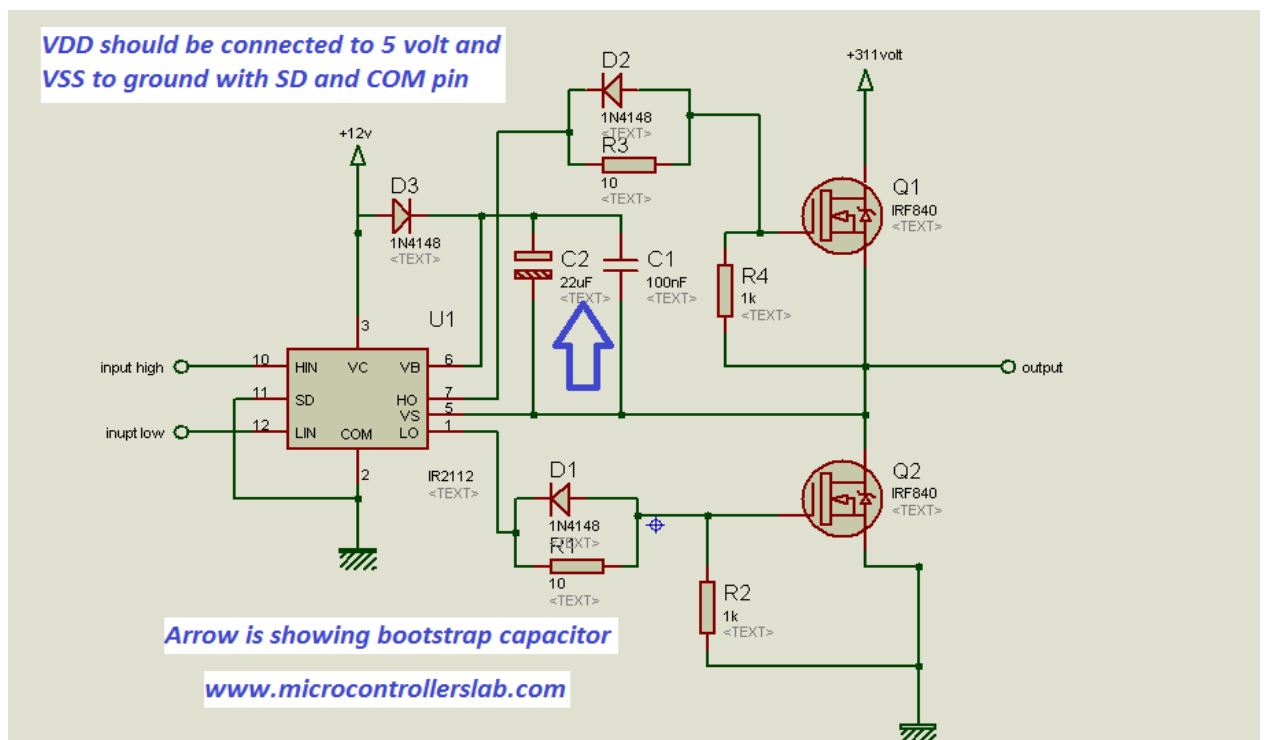 VDD should be connected to 5 volt and
VSS to ground with SD and COM pin
+311volt
D2
1N4148
<TEXT>
R3
10
<TEXT>
+12v
D3
1N4148
<TEXT>
Q1
IRF840
<TEXT>
C2
22uF
<TEXT>
C1
100nF
<TEXT>
R4
1k
<TEXT>
U1
3
input high
10
HIN
VC
VB
6
11
SD
HO
7
VS
5
inupt low
12
LIN
COM
LO
1
output
2
IR2112
<TEXT>
D1
1N4148
<TEXT>
R1
10
<TEXT>
Q2
IRF840
<TEXT>
R2
1k
<TEXT>
Arrow is showing bootstrap capacitor
www.microcontrollerslab.com